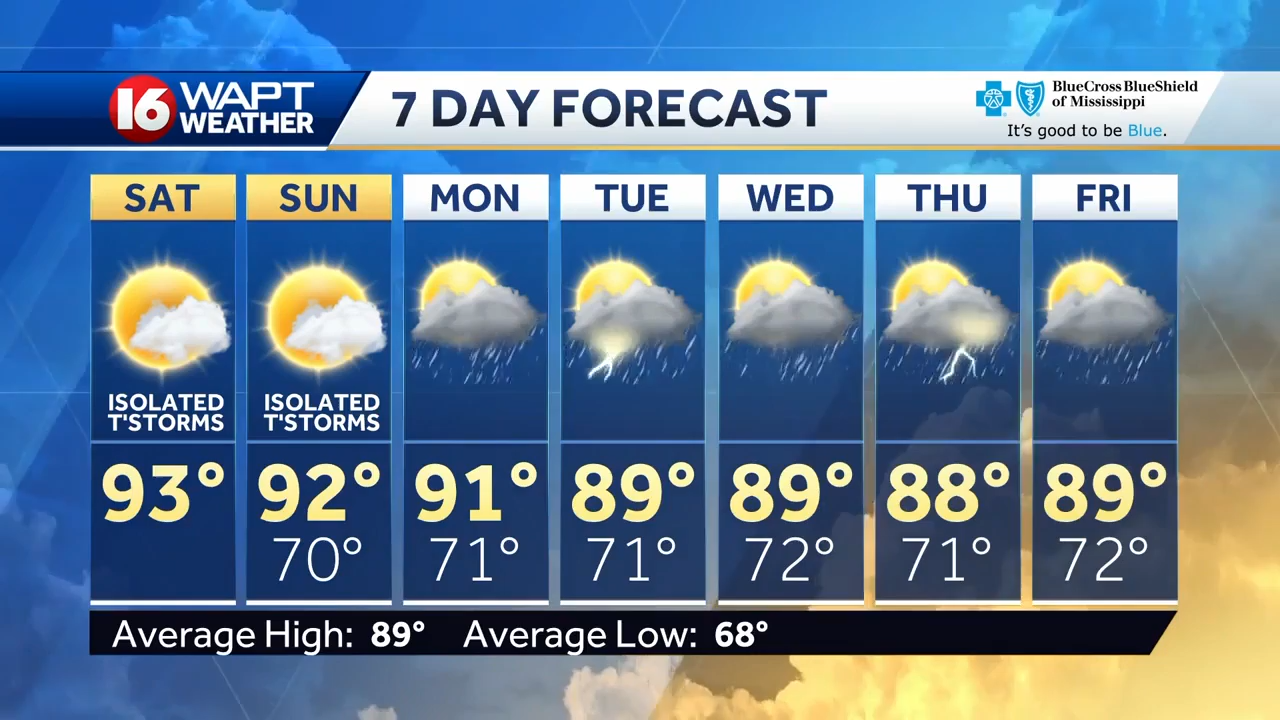 16 WAPT WEATHER
7 DAY FORECAST
BlueCross BlueShield
of Mississippi
It's good to be Blue.
SAT SUN MON TUE WED THU FRI
ISOLATED T'STORMS ISOLATED T'STORMS
93° 92° 91° 89° 89° 88° 89°
70° 71° 71° 72° 71° 72°
Average High: 89° Average Low: 68°